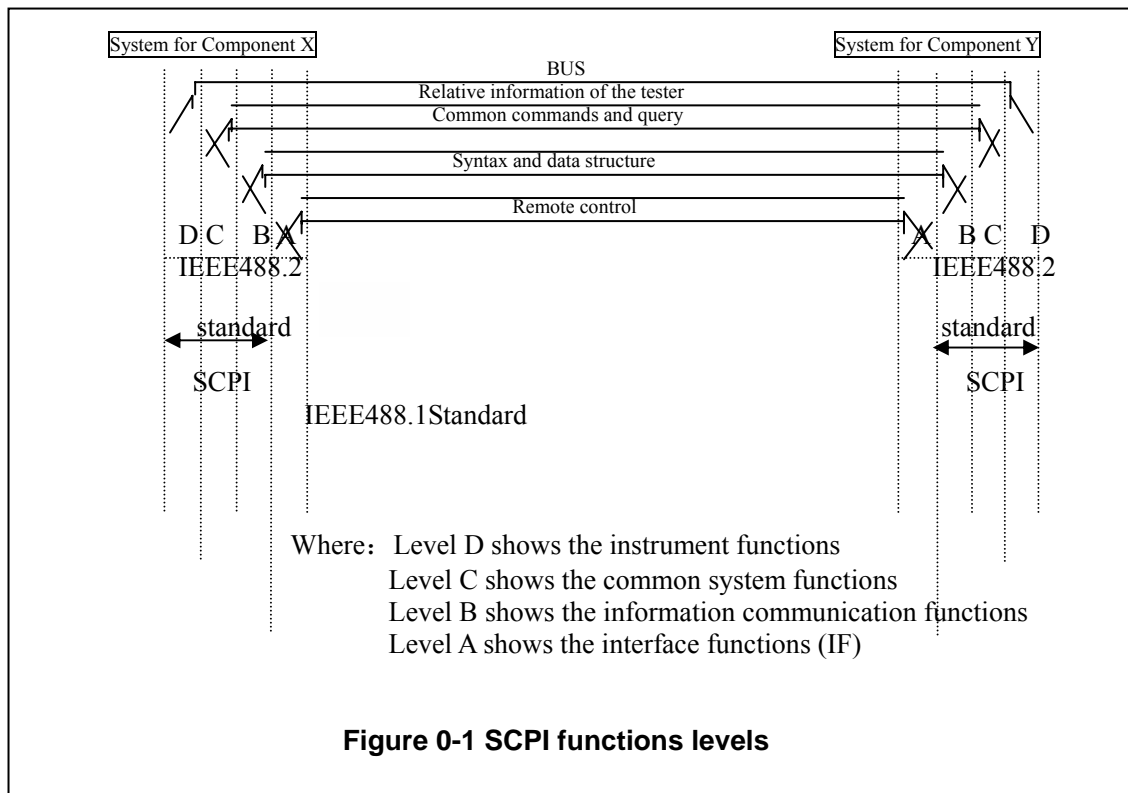 System for Component X
System for Component Y
BUS
Relative information of the tester
Common commands and query
Syntax and data structure
Remote control
D C B A
A B C D
IEEE488.2
IEEE488.2
standard
standard
SCPI
SCPI
IEEE488.1Standard
Where： Level D shows the instrument functions
Level C shows the common system functions
Level B shows the information communication functions
Level A shows the interface functions (IF)
Figure 0-1 SCPI functions levels